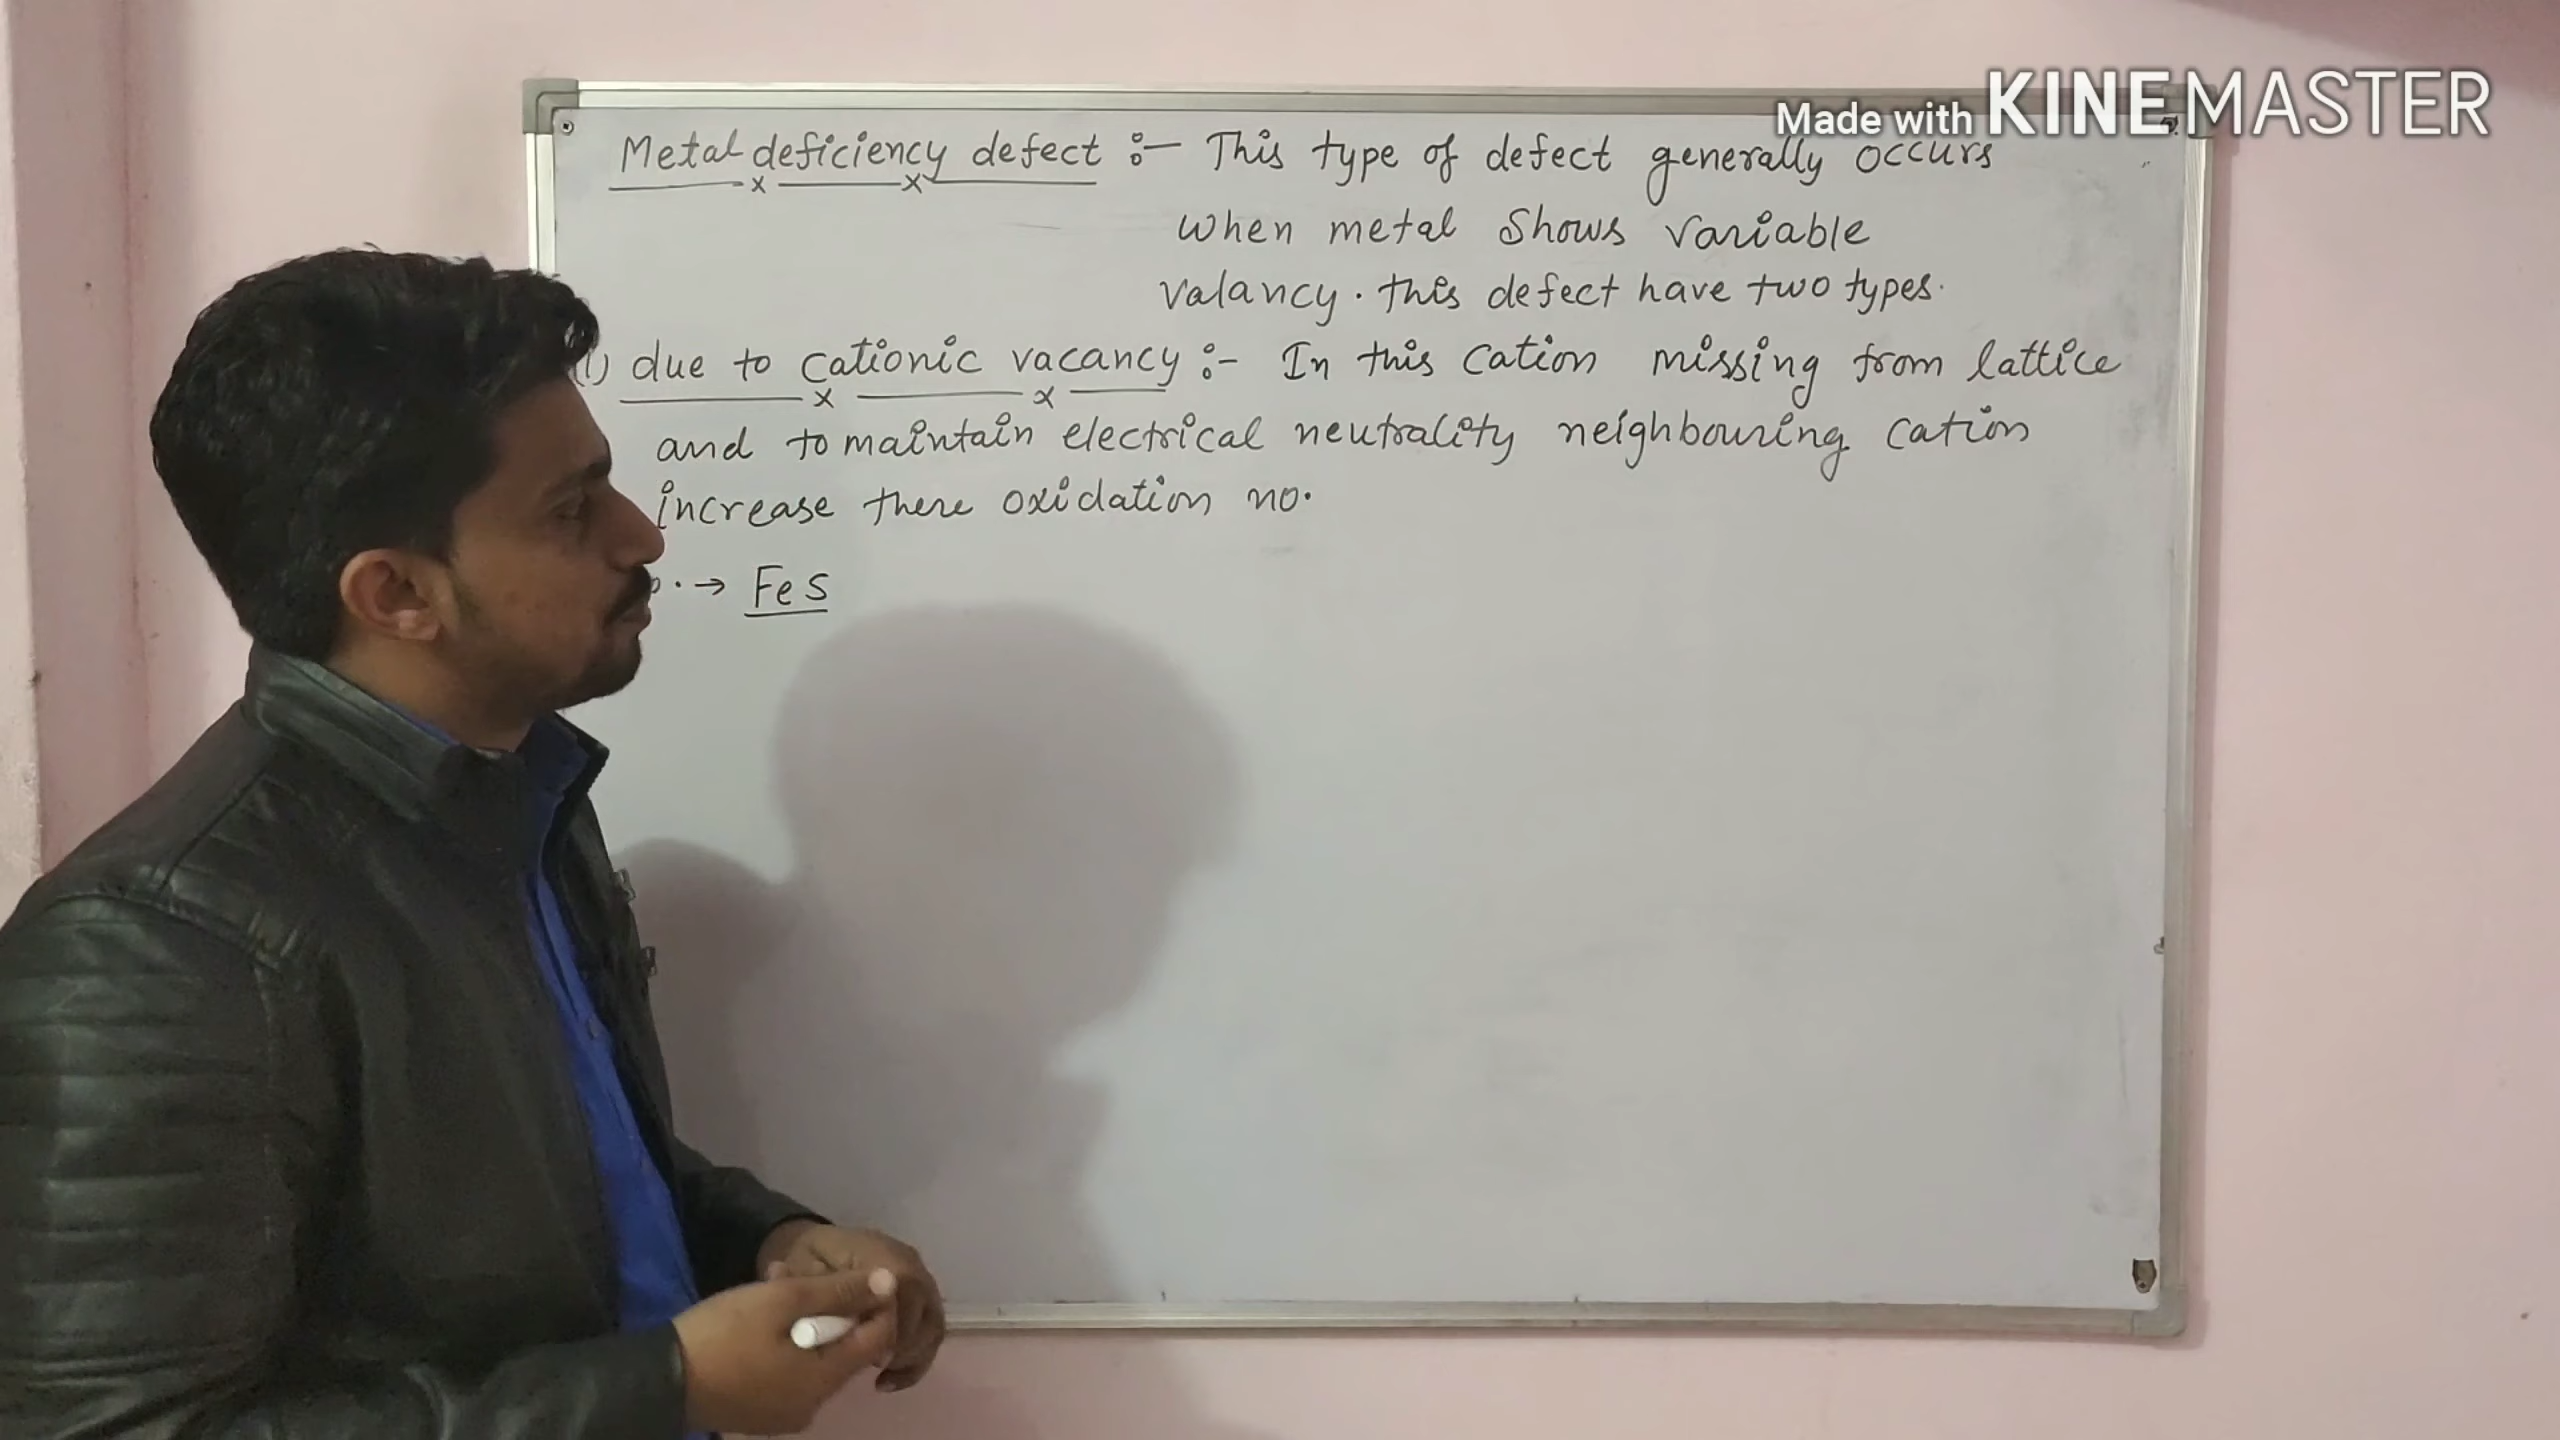 Made with KINEMASTER
Metal deficiency defect :- This type of defect generally occurs
when metal shows variable
valancy. this defect have two types.
(1) due to cationic vacancy :- In this cation missing from lattice
and to maintain electrical neutrality neighbouring cation
increase there oxidation no.
→ FeS